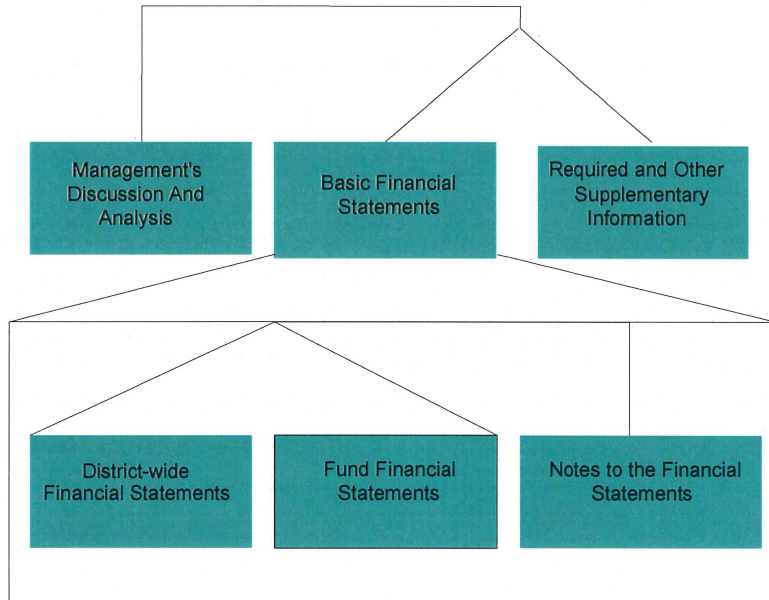 Management's
Discussion And
Analysis
Basic Financial
Statements
Required and Other
Supplementary
Information
District-wide
Financial Statements
Fund Financial
Statements
Notes to the Financial
Statements